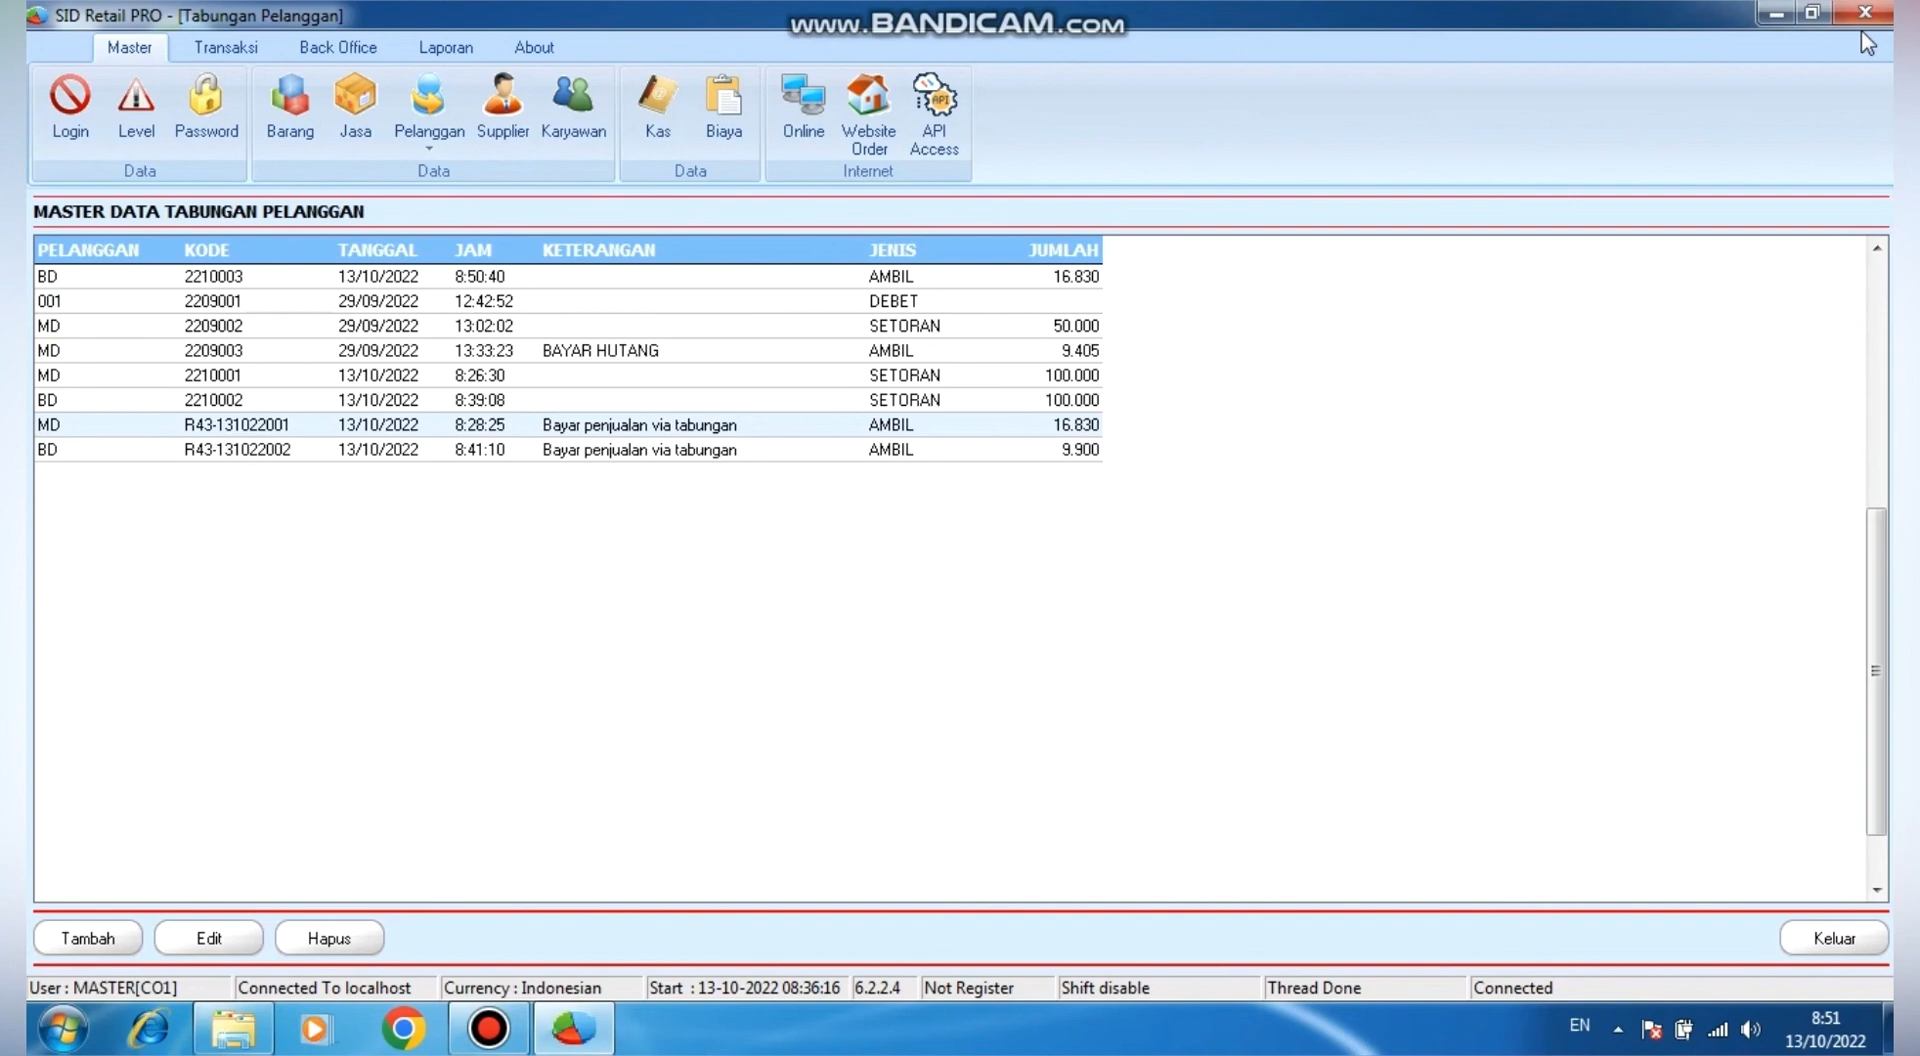 SID Retail PRO - [Tabungan Pelanggan]
www.BANDICAM.com
Master Transaksi Back Office Laporan About
Login Level Password Barang Jasa Pelanggan Supplier Karyawan Kas Biaya Online Website Order API Access
API
Data Data Data Internet
MASTER DATA TABUNGAN PELANGGAN
PELANGGAN KODE TANGGAL JAM KETERANGAN JENIS JUMLAH
BD 2210003 13/10/2022 8:50:40 AMBIL 16.830
001 2209001 29/09/2022 12:42:52 DEBET
MD 2209002 29/09/2022 13:02:02 SETORAN 50.000
MD 2209003 29/09/2022 13:33:23 BAYAR HUTANG AMBIL 9.405
MD 2210001 13/10/2022 8:26:30 SETORAN 100.000
BD 2210002 13/10/2022 8:39:08 SETORAN 100.000
MD R43-131022001 13/10/2022 8:28:25 Bayar penjualan via tabungan AMBIL 16.830
BD R43-131022002 13/10/2022 8:41:10 Bayar penjualan via tabungan AMBIL 9.900
Tambah Edit Hapus Keluar
User : MASTER[CO1] Connected To localhost Currency : Indonesian Start : 13-10-2022 08:36:16 6.2.2.4 Not Register Shift disable Thread Done Connected
EN 8:51
13/10/2022